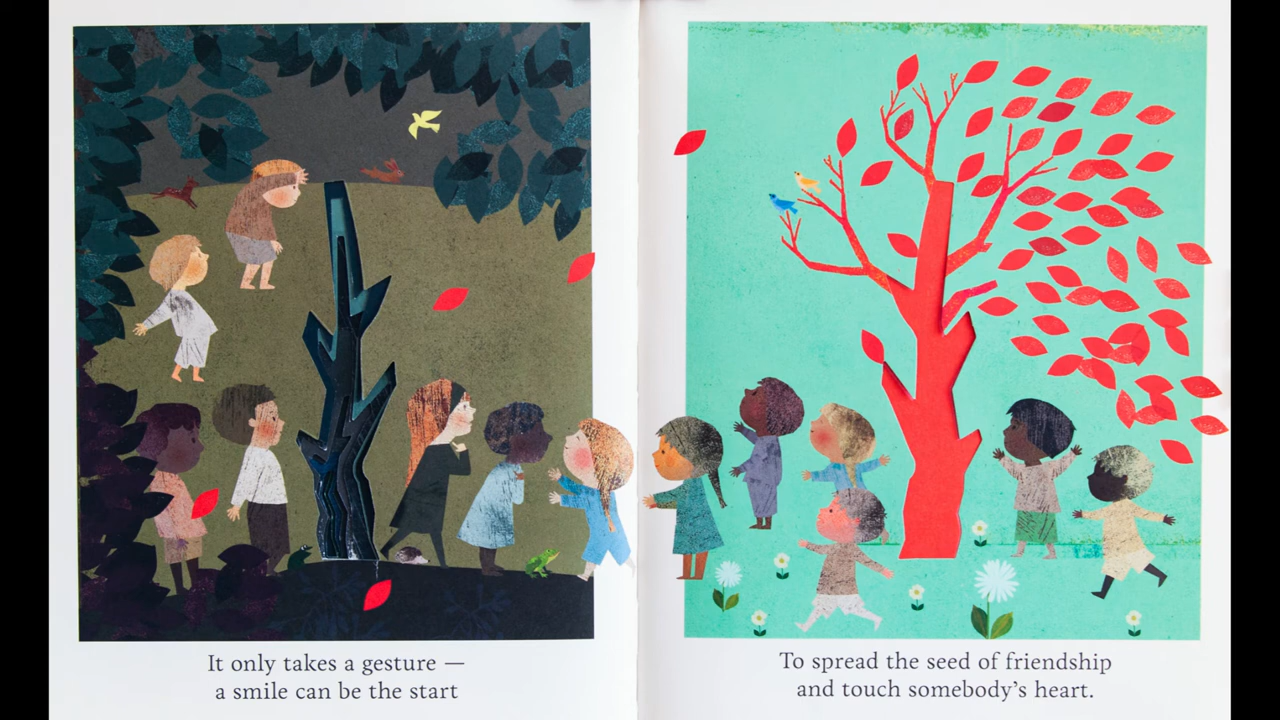 It only takes a gesture —
a smile can be the start
To spread the seed of friendship
and touch somebody's heart.